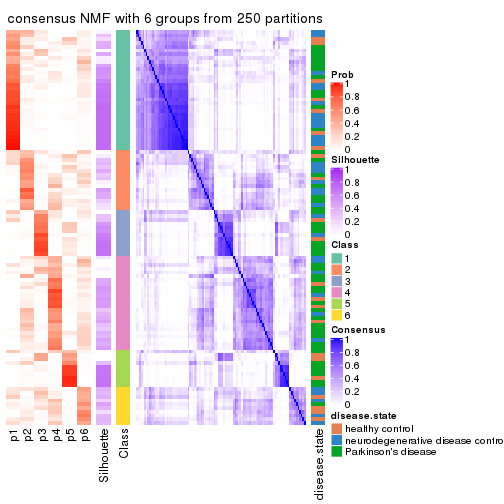 consensus NMF with 6 groups from 250 partitions
Prob
1
0.8
0.6
0.4
0.2
0
Silhouette
1
0.8
0.6
0.4
0.2
0
Class
1
2
3
4
5
6
Consensus
1
0.8
0.6
0.4
0.2
0
disease.state
healthy control
neurodegenerative disease contro
Parkinson's disease
p1
p2
p3
p4
p5
p6
Silhouette
Class
disease.state